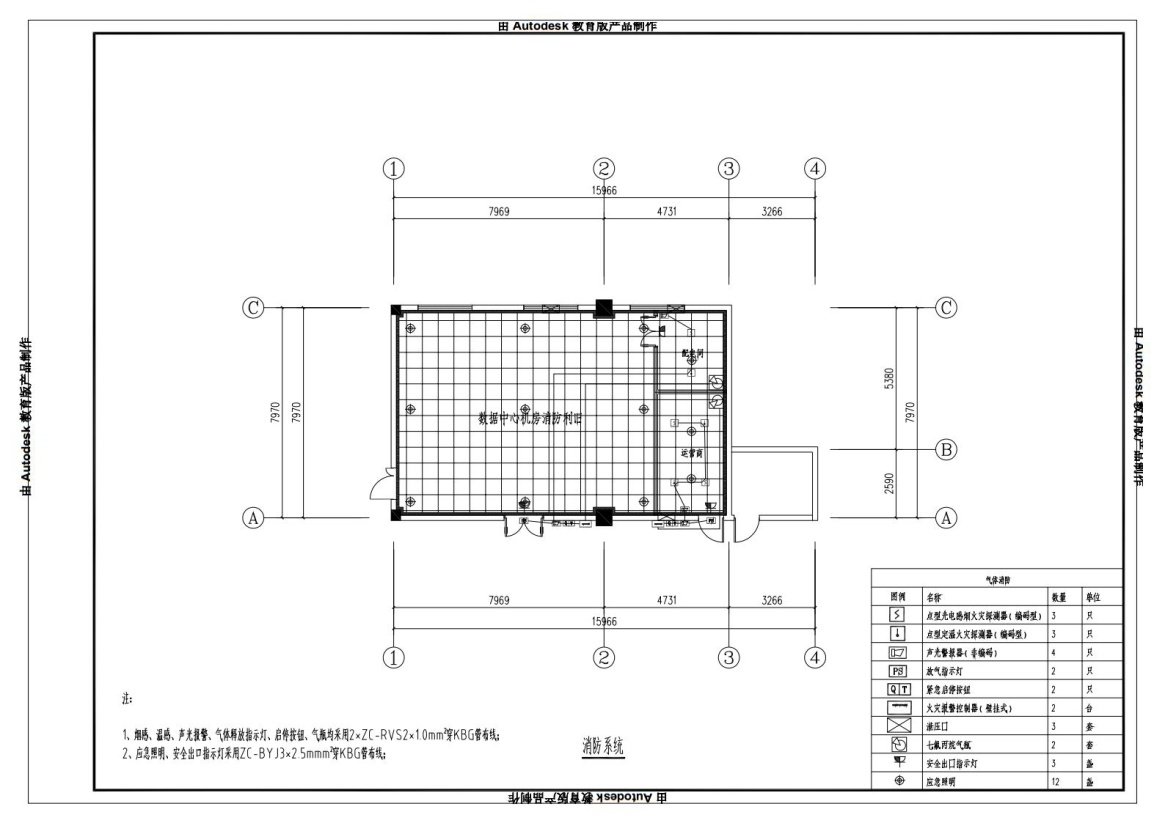 由 Autodesk 教育版产品制作
① ② ③ ④
15966
7969 4731 3266
Ⓒ Ⓒ
配电间
5380
7970 7970 7970
数据中心机房消防利旧
运营商
Ⓑ
2590
Ⓐ Ⓐ
7969 4731 3266
15966
① ② ③ ④
由 Autodesk 教育版产品制作
由 Autodesk 教育版产品制作
气体消防
图例 名称 数量 单位
点型光电感烟火灾探测器(编码型) 3 只
点型定温火灾探测器(编码型) 3 只
声光警报器(非编码) 4 只
PS 放气指示灯 2 只
Q T 紧急启停按钮 2 只
火灾报警控制器(壁挂式) 2 台
泄压口 3 套
七氟丙烷气瓶 2 套
安全出口指示灯 3 盏
应急照明 12 盏
注:
1、烟感、温感、声光报警、气体释放指示灯、启停按钮、气瓶均采用2×ZC-RVS2×1.0mm²穿KBG管布线;
2、应急照明、安全出口指示灯采用ZC-BYJ3×2.5mmm²穿KBG管布线;
消防系统
由 Autodesk 教育版产品制作